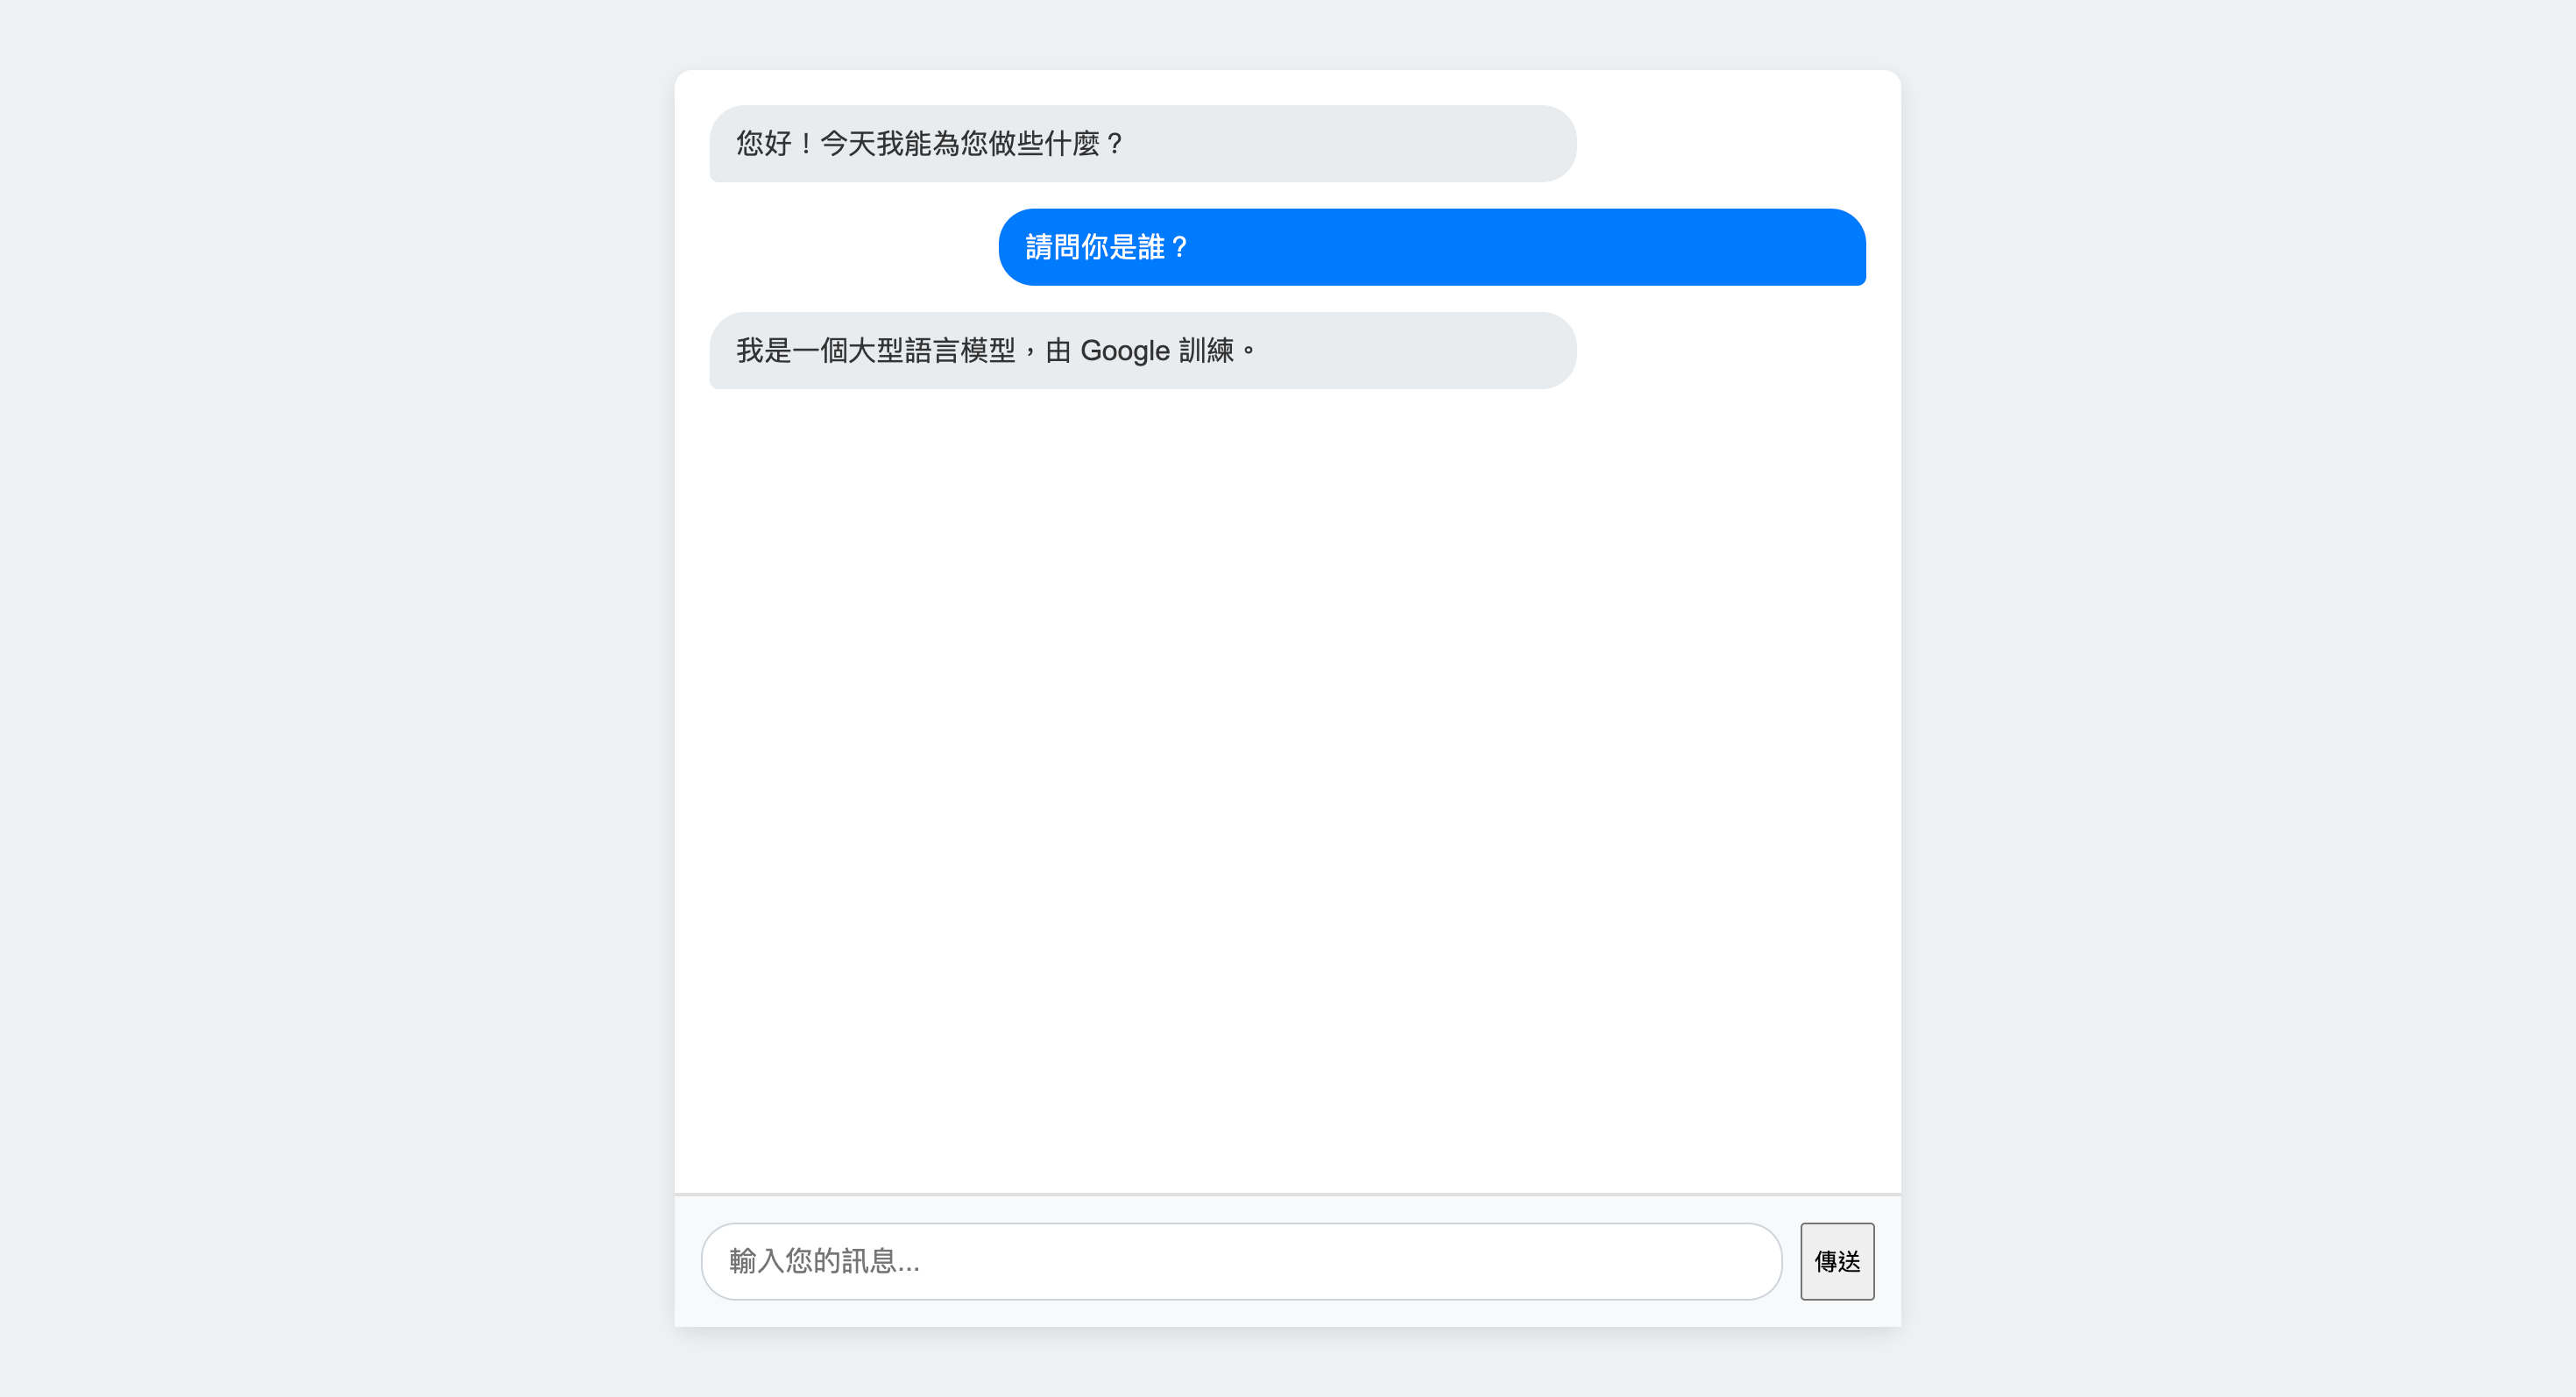 您好！今天我能為您做些什麼？
請問你是誰？
我是一個大型語言模型，由 Google 訓練。
輸入您的訊息...
傳送